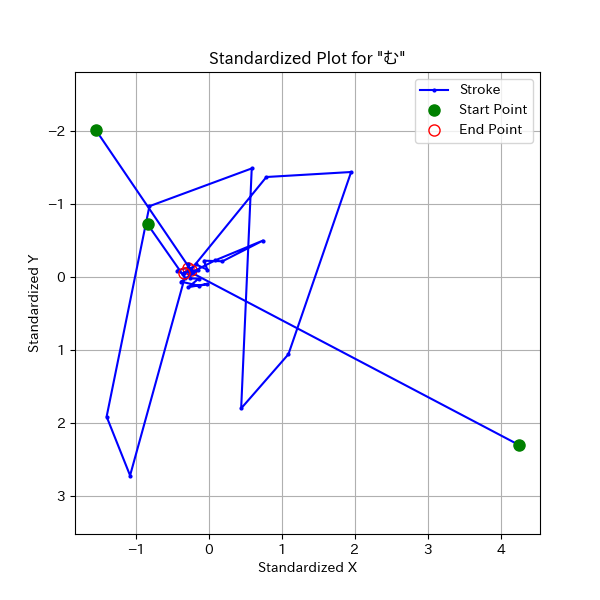 Standardized Plot for "む"
Stroke
Start Point
End Point
Standardized Y
−2
−1
0
1
2
3
−1 0 1 2 3 4
Standardized X